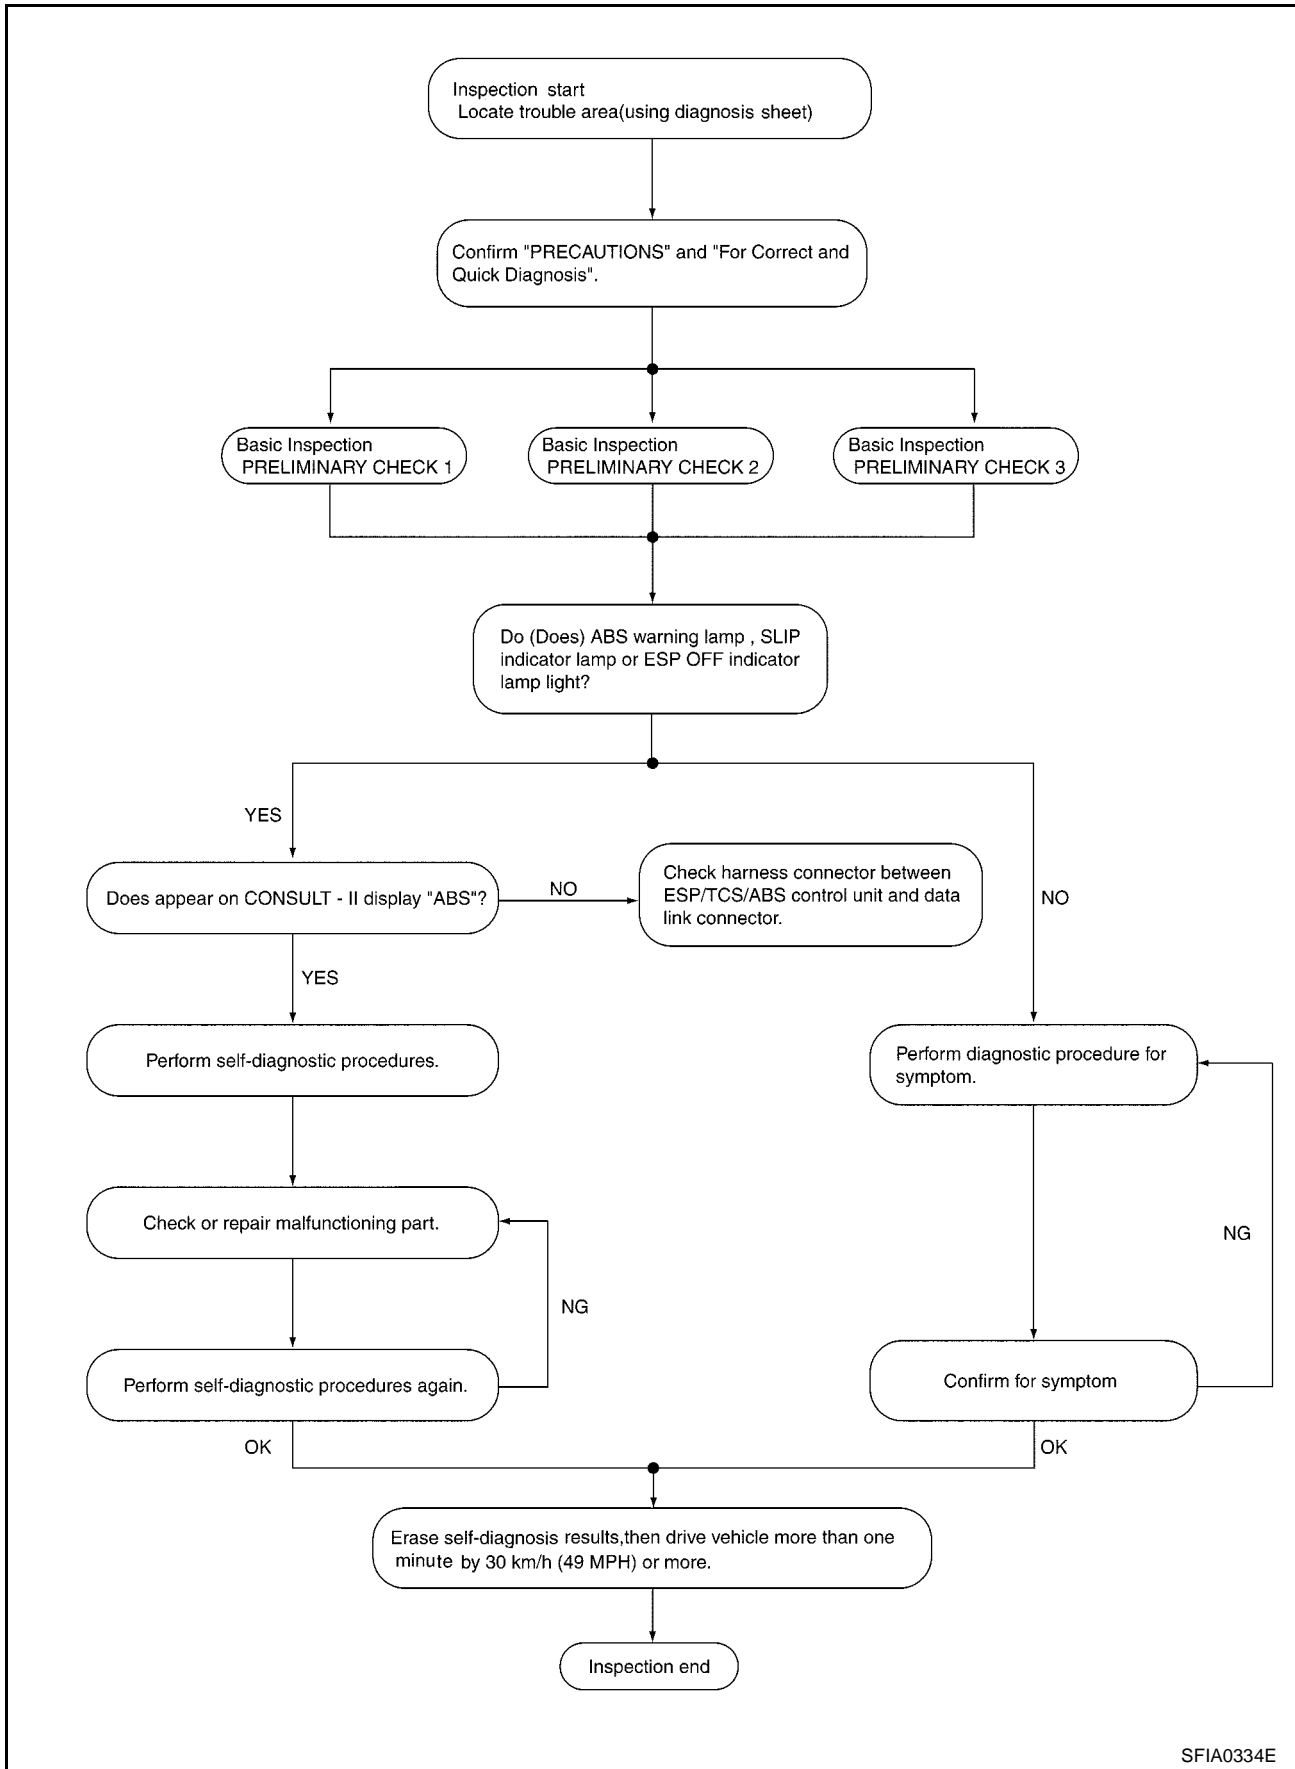 Inspection start
Locate trouble area(using diagnosis sheet)
Confirm "PRECAUTIONS" and "For Correct and
Quick Diagnosis".
Basic Inspection
PRELIMINARY CHECK 1
Basic Inspection
PRELIMINARY CHECK 2
Basic Inspection
PRELIMINARY CHECK 3
Do (Does) ABS warning lamp , SLIP
indicator lamp or ESP OFF indicator
lamp light?
YES
Does appear on CONSULT - II display "ABS"?
NO
Check harness connector between
ESP/TCS/ABS control unit and data
link connector.
NO
YES
Perform self-diagnostic procedures.
Perform diagnostic procedure for
symptom.
Check or repair malfunctioning part.
NG
NG
Perform self-diagnostic procedures again.
Confirm for symptom
OK
OK
Erase self-diagnosis results,then drive vehicle more than one
minute by 30 km/h (49 MPH) or more.
Inspection end
SFIA0334E